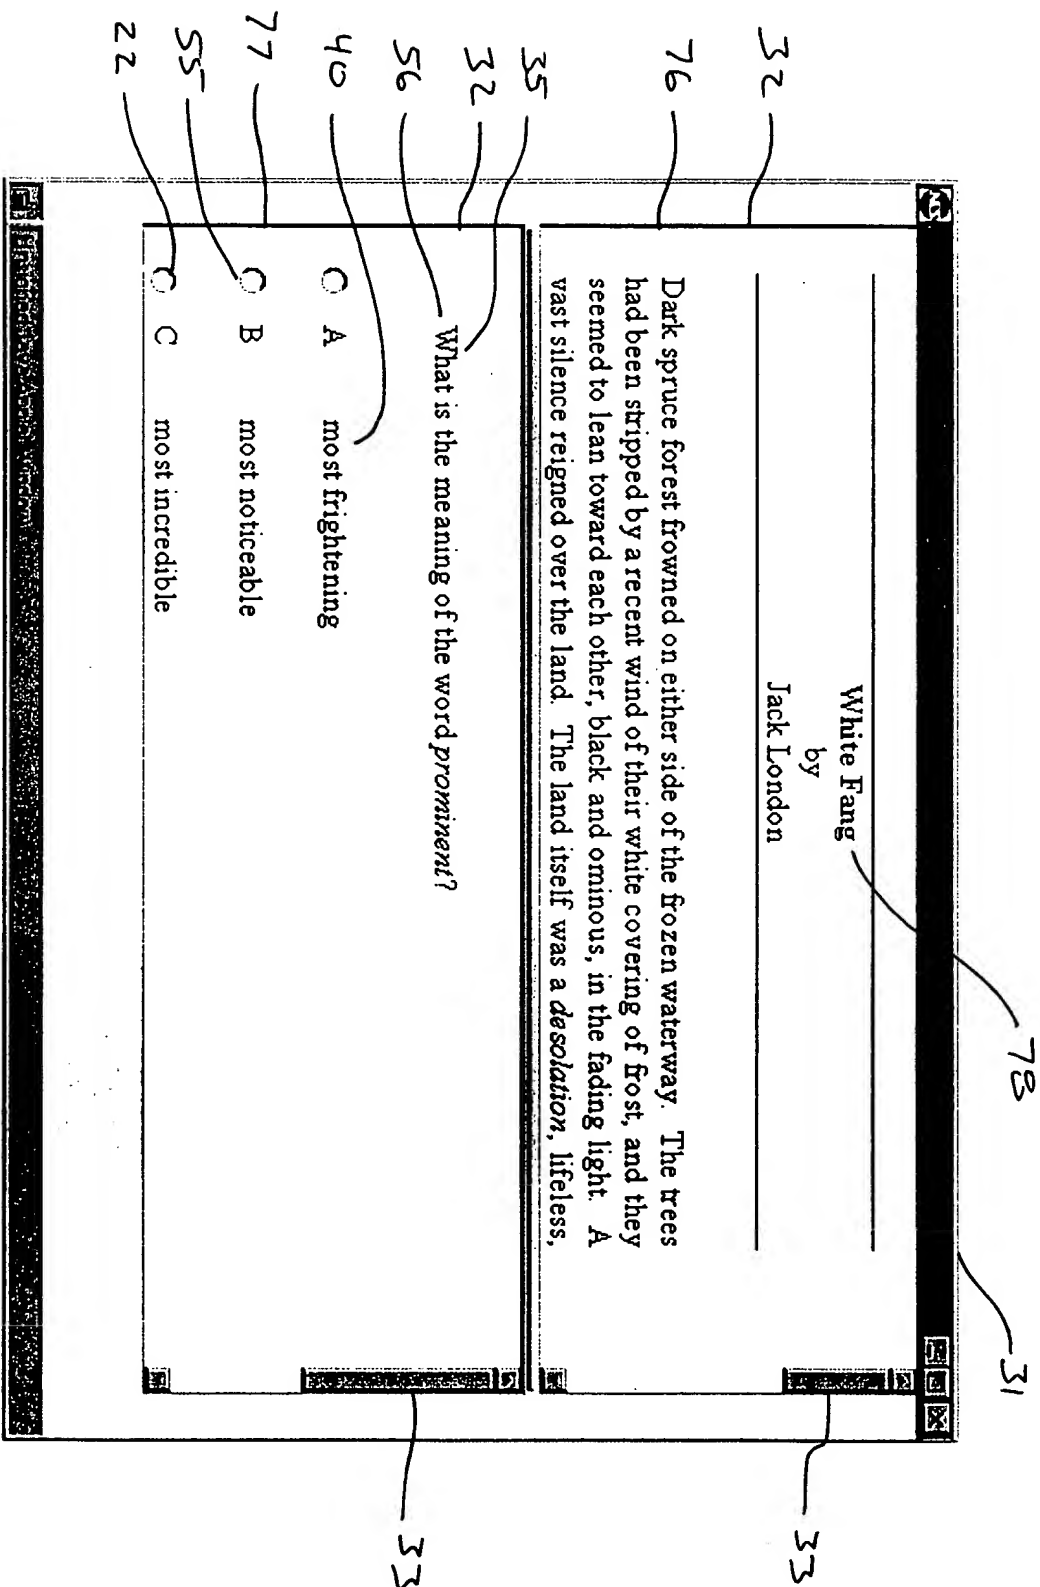 78
31
32
White Fang
by
Jack London
76
Dark spruce forest frowned on either side of the frozen waterway. The trees
had been stripped by a recent wind of their white covering of frost, and they
seemed to lean toward each other, black and ominous, in the fading light. A
vast silence reigned over the land. The land itself was a desolation, lifeless,
33
35
32
56
What is the meaning of the word prominent?
40
A most frightening
55
B most noticeable
77
22
C most incredible
33